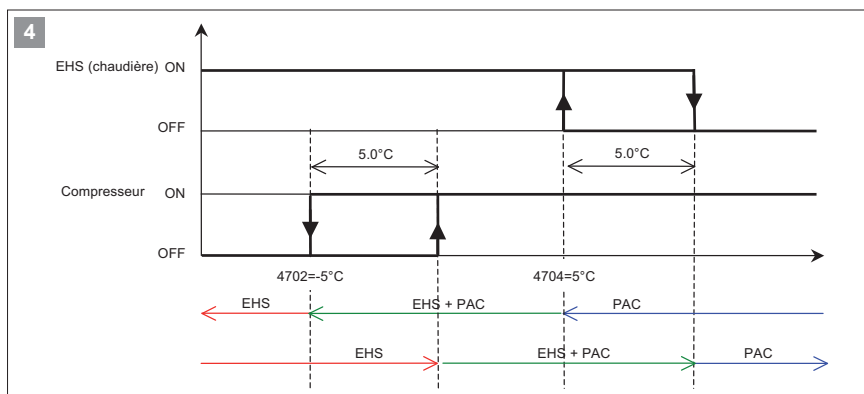 4
EHS (chaudière) ON
OFF
5.0°C 5.0°C
Compresseur ON
OFF
4702=-5°C 4704=5°C
EHS EHS + PAC PAC
EHS EHS + PAC PAC